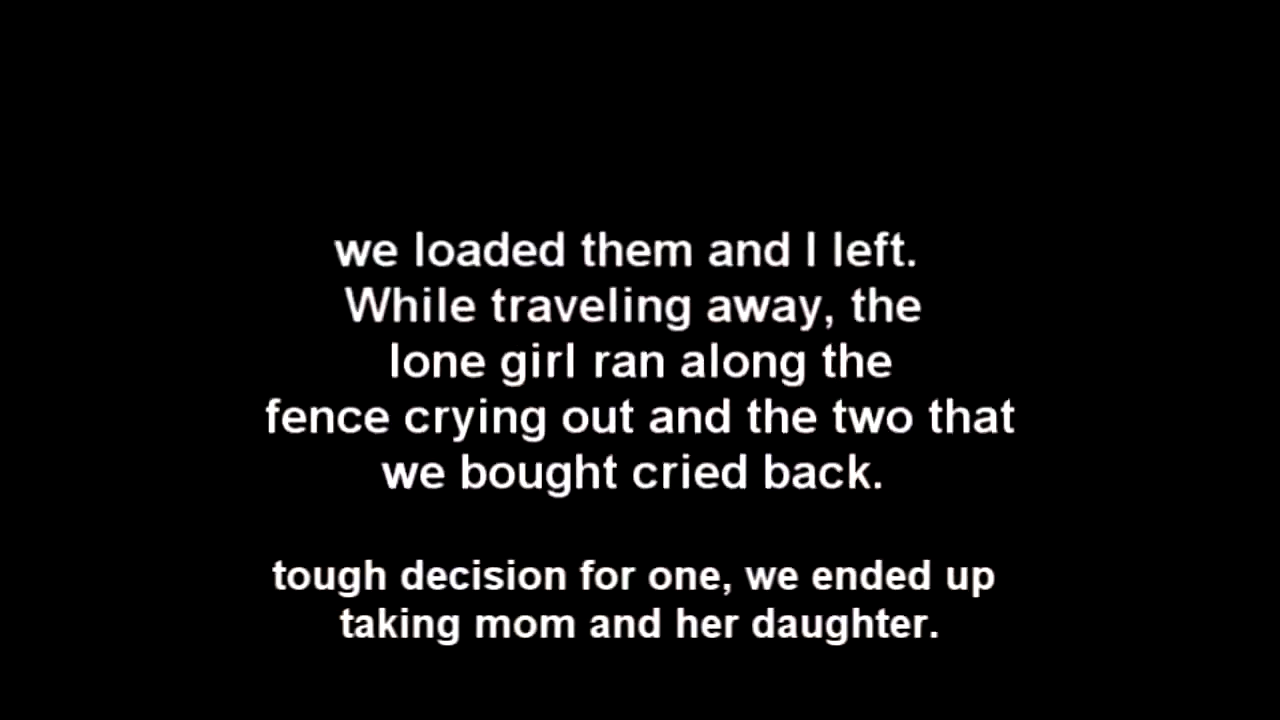 we loaded them and I left.
While traveling away, the
lone girl ran along the
fence crying out and the two that
we bought cried back.
tough decision for one, we ended up
taking mom and her daughter.